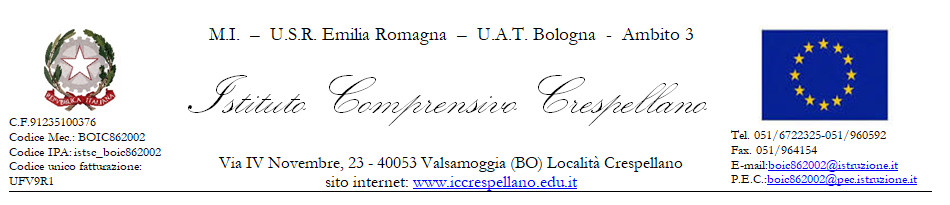 M.I. – U.S.R. Emilia Romagna – U.A.T. Bologna - Ambito 3
Istituto Comprensivo Crespellano
REPVBBLICA ITALIANA
C.F.91235100376
Codice Mec.: BOIC862002
Codice IPA: istsc_boic862002
Codice unico fatturazione:
UFV9R1
Via IV Novembre, 23 - 40053 Valsamoggia (BO) Località Crespellano
sito internet: www.iccrespellano.edu.it
Tel. 051/6722325-051/960592
Fax. 051/964154
E-mail:boic862002@istruzione.it
P.E.C.:boic862002@pec.istruzione.it